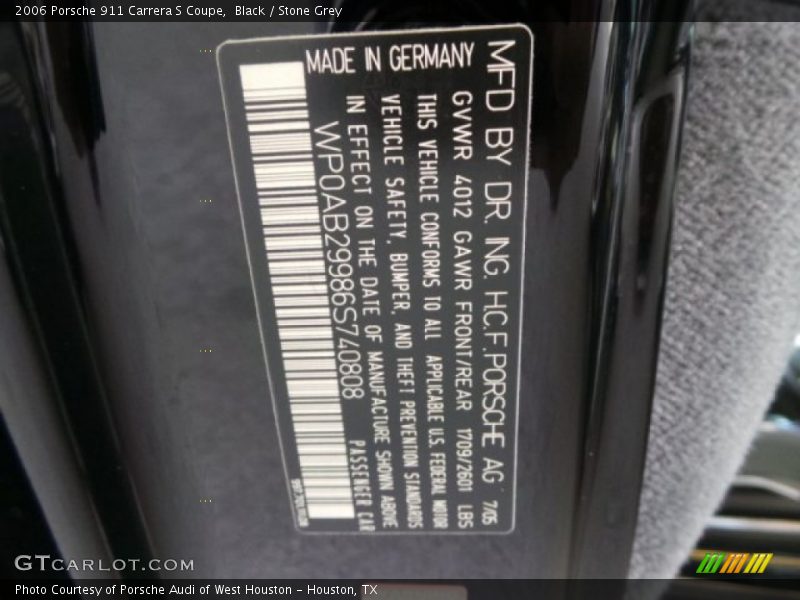 2006 Porsche 911 Carrera S Coupe,  Black / Stone Grey
MFD BY DR. ING. H.C.F.PORSCHE AG 7/05
GVWR 4012 GAWR FRONT/REAR 1709/2601 LBS
THIS VEHICLE CONFORMS TO ALL APPLICABLE U.S. FEDERAL MOTOR
VEHICLE SAFETY, BUMPER, AND THEFT PREVENTION STANDARDS
IN EFFECT ON THE DATE OF MANUFACTURE SHOWN ABOVE
WP0AB29986S740808 PASSENGER CAR
MADE IN GERMANY
GTCARLOT.COM
Photo Courtesy of Porsche Audi of West Houston - Houston, TX